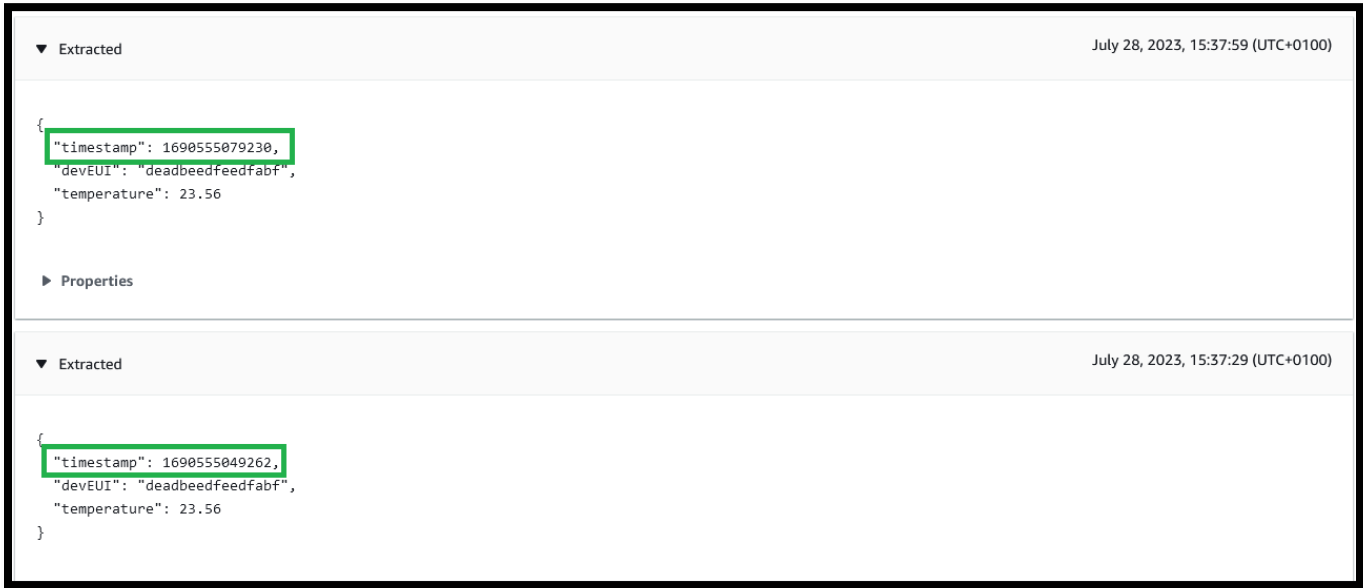 ▼ Extracted July 28, 2023, 15:37:59 (UTC+0100)
{
"timestamp": 1690555079230,
"devEUI": "deadbeedfeedfabf",
"temperature": 23.56
}
▶ Properties
▼ Extracted July 28, 2023, 15:37:29 (UTC+0100)
{
"timestamp": 1690555049262,
"devEUI": "deadbeedfeedfabf",
"temperature": 23.56
}